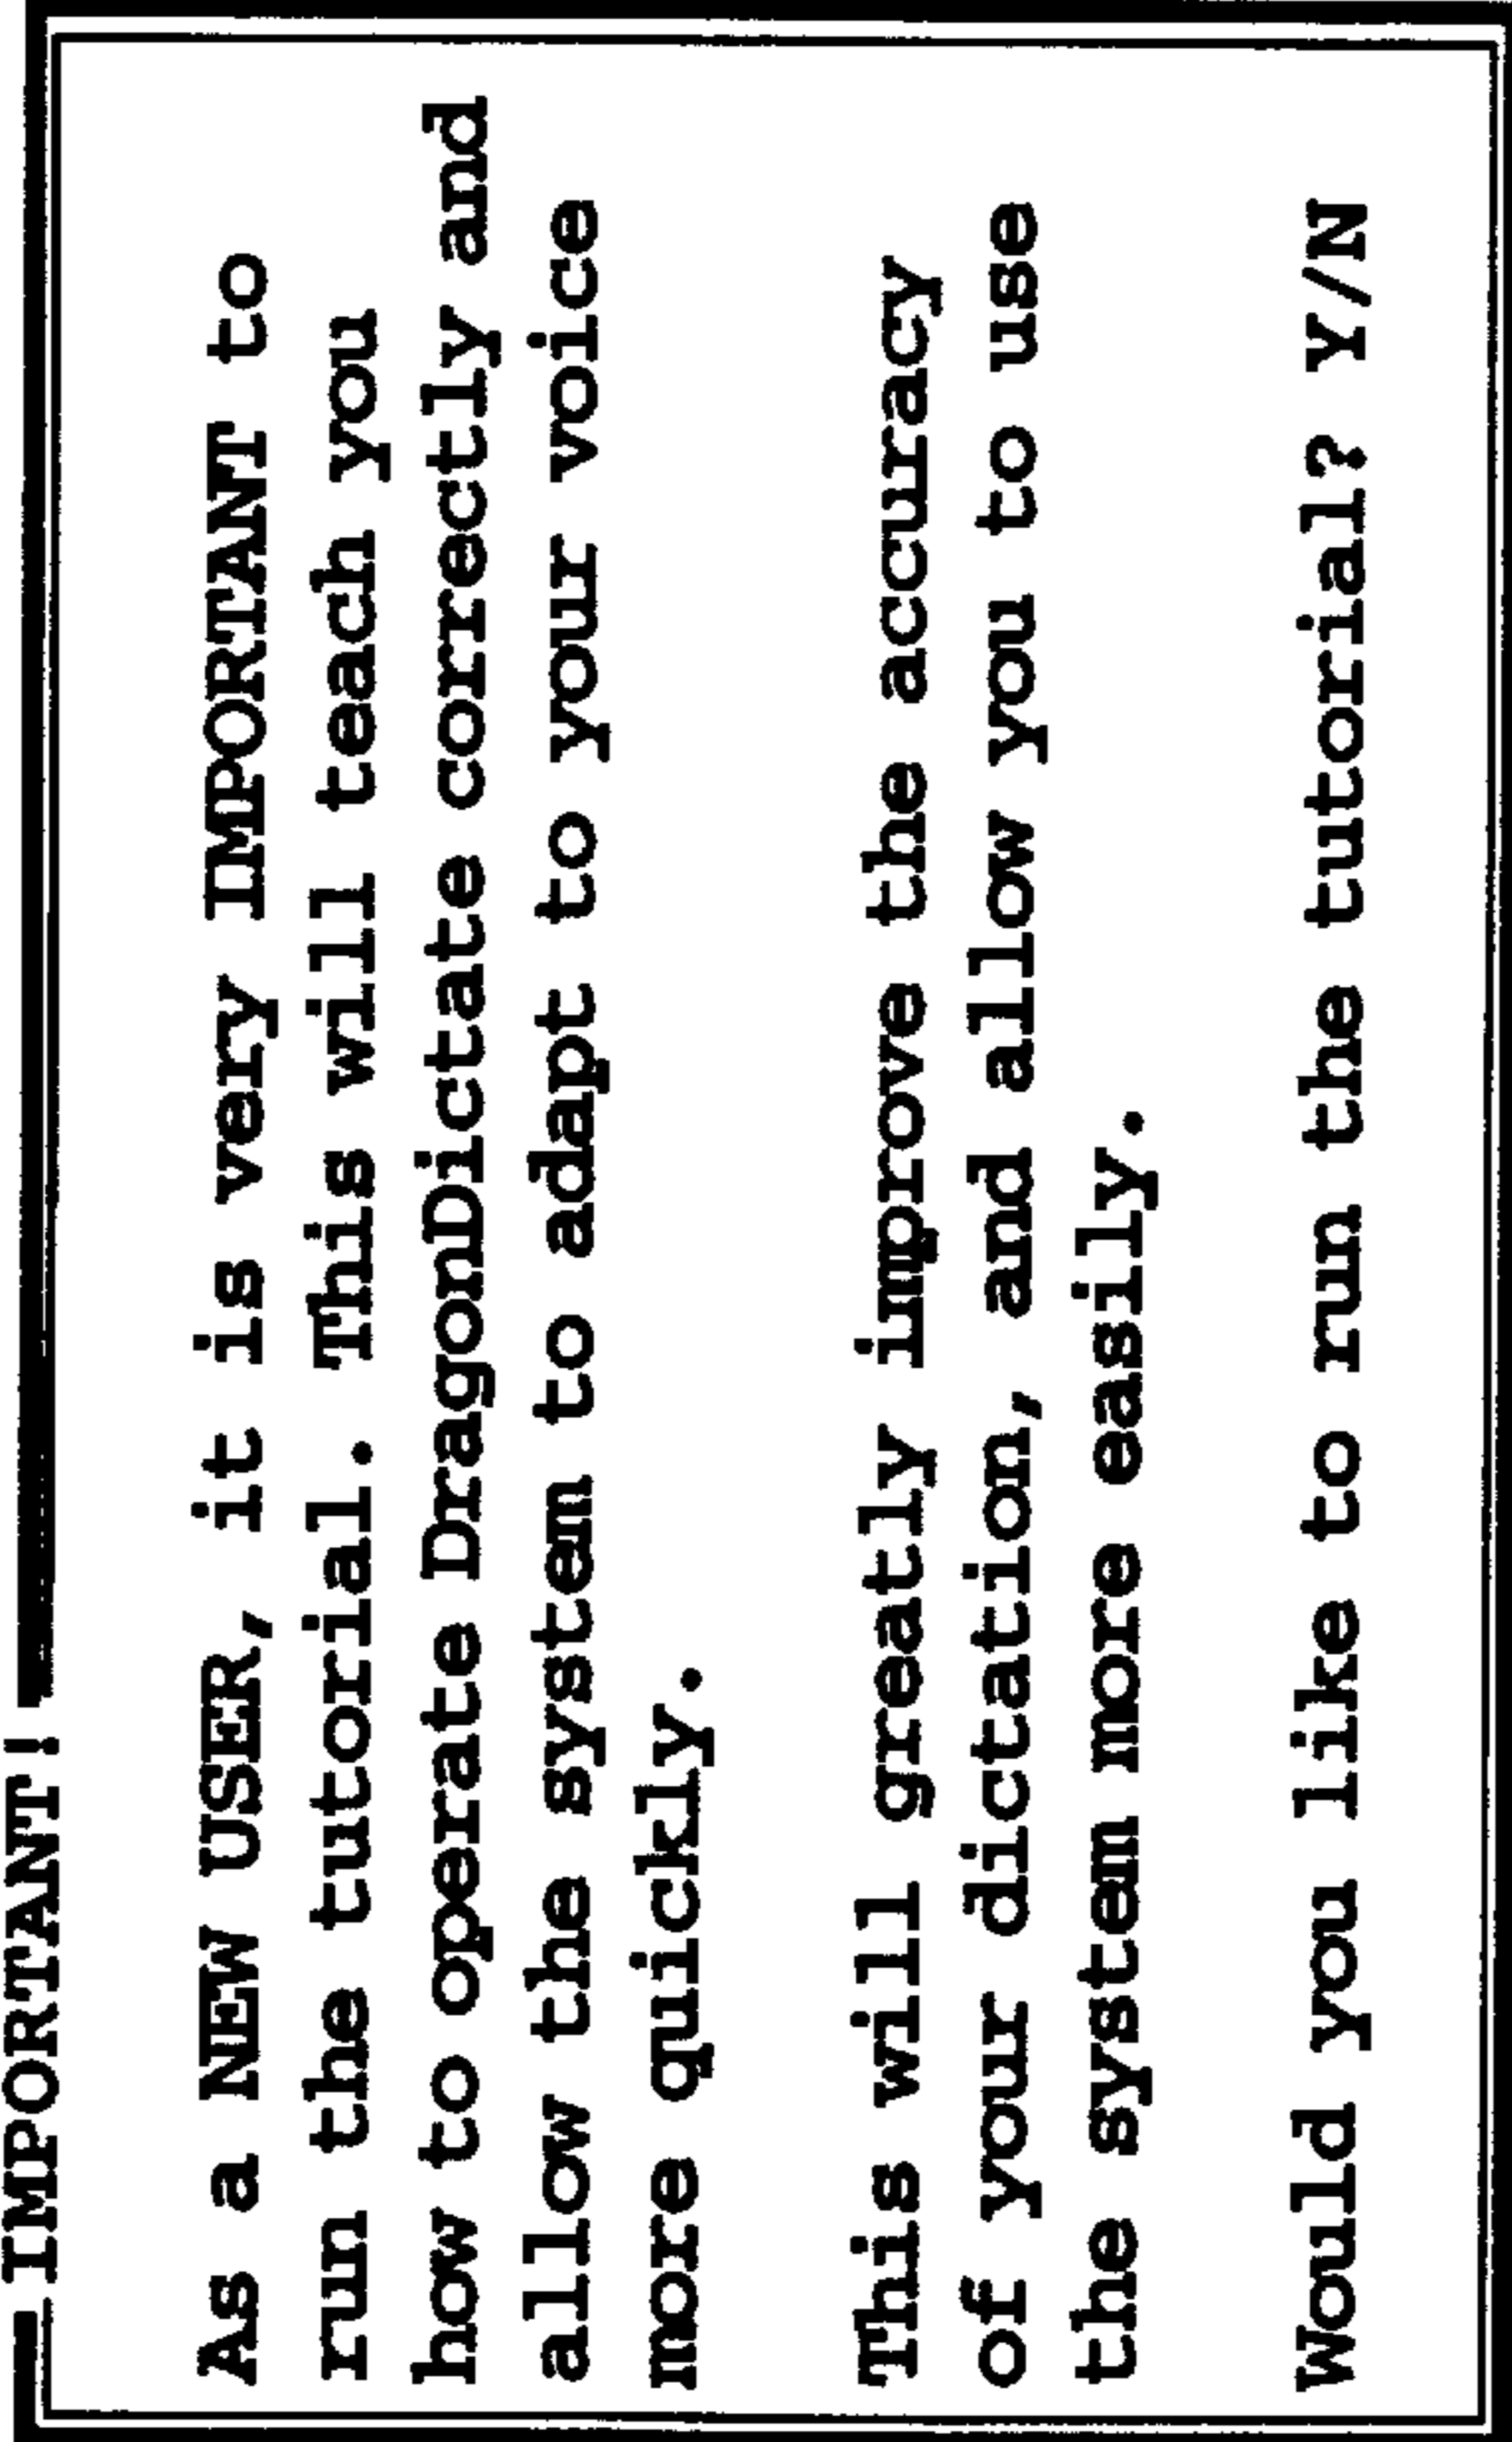 IMPORTANT!
As a NEW USER, it is very IMPORTANT to
run the tutorial. This will teach you
how to operate DragonDictate correctly and
allow the system to adapt to your voice
more quickly.
This will greatly improve the accuracy
of your dictation, and allow you to use
the system more easily.
Would you like to run the tutorial? Y/N